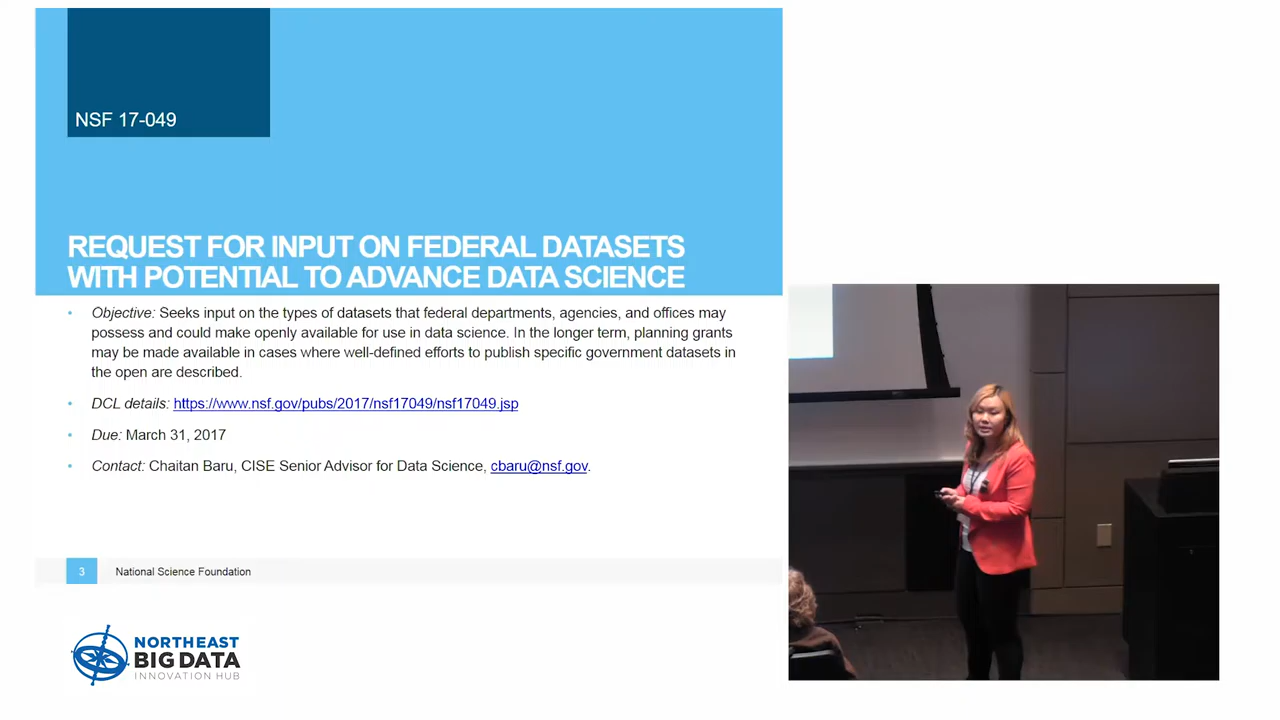 NSF 17-049
REQUEST FOR INPUT ON FEDERAL DATASETS
WITH POTENTIAL TO ADVANCE DATA SCIENCE
• Objective: Seeks input on the types of datasets that federal departments, agencies, and offices may
possess and could make openly available for use in data science. In the longer term, planning grants
may be made available in cases where well-defined efforts to publish specific government datasets in
the open are described.
• DCL details: https://www.nsf.gov/pubs/2017/nsf17049/nsf17049.jsp
• Due: March 31, 2017
• Contact: Chaitan Baru, CISE Senior Advisor for Data Science, cbaru@nsf.gov.
3 National Science Foundation
NORTHEAST
BIG DATA
INNOVATION HUB